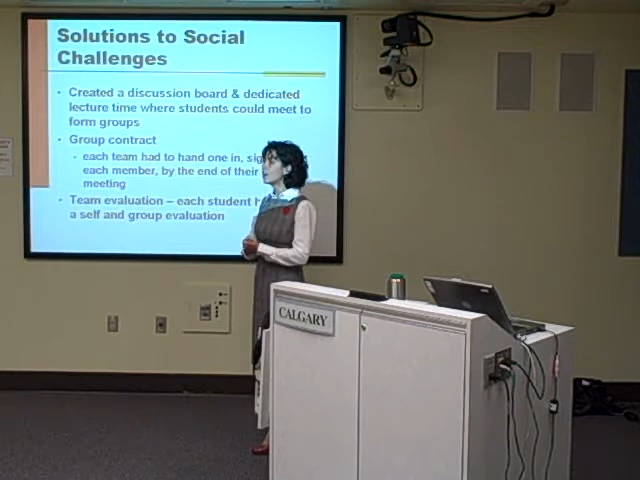 Solutions to Social
Challenges
• Created a discussion board & dedicated
lecture time where students could meet to
form groups
• Group contract
- each team had to hand one in,
each member, by the end of their
meeting
• Team evaluation – each student
a self and group evaluation
CALGARY